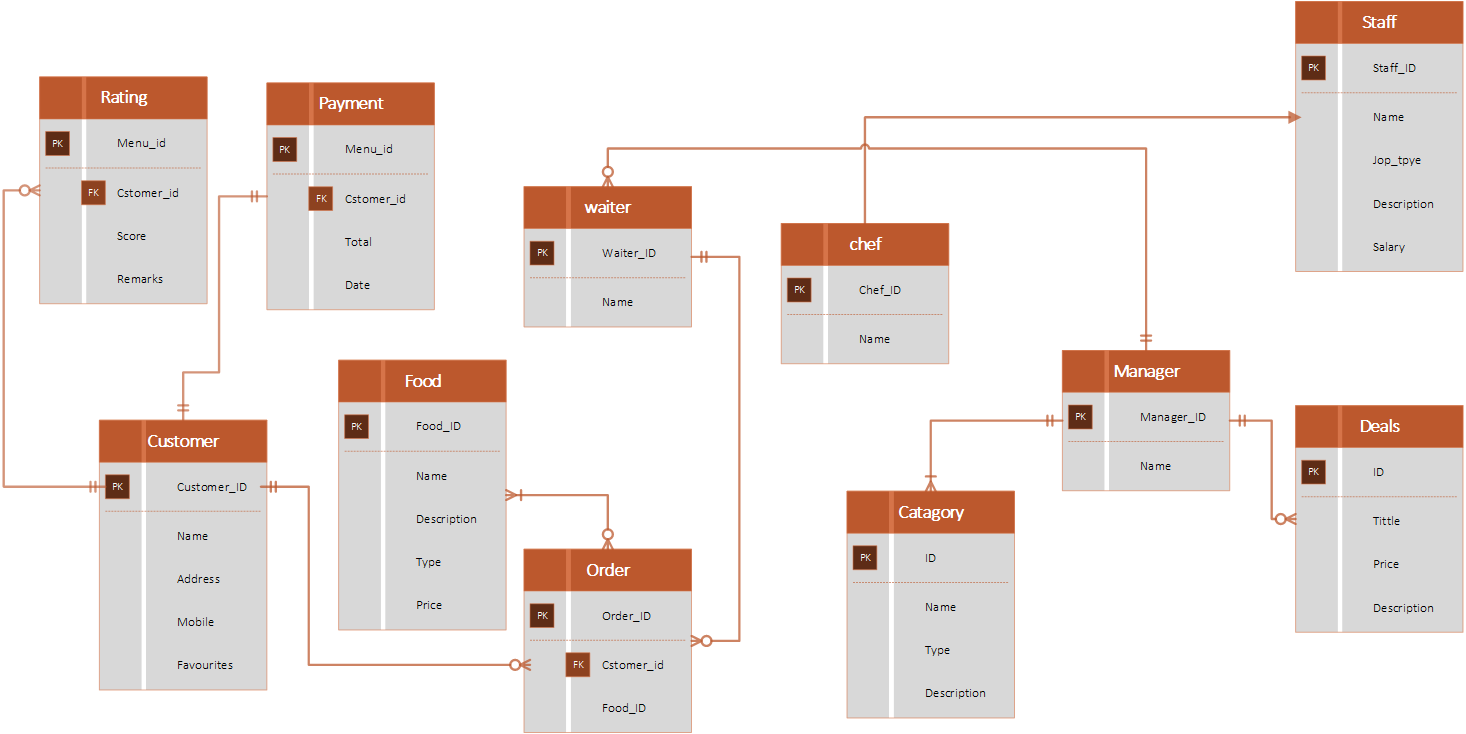 Rating
PK Menu_id
FK Cstomer_id
Score
Remarks
Payment
PK Menu_id
FK Cstomer_id
Total
Date
waiter
PK Waiter_ID
Name
chef
PK Chef_ID
Name
Staff
PK Staff_ID
Name
Jop_tpye
Description
Salary
Customer
PK Customer_ID
Name
Address
Mobile
Favourites
Food
PK Food_ID
Name
Description
Type
Price
Order
PK Order_ID
FK Cstomer_id
Food_ID
Manager
PK Manager_ID
Name
Catagory
PK ID
Name
Type
Description
Deals
PK ID
Tittle
Price
Description